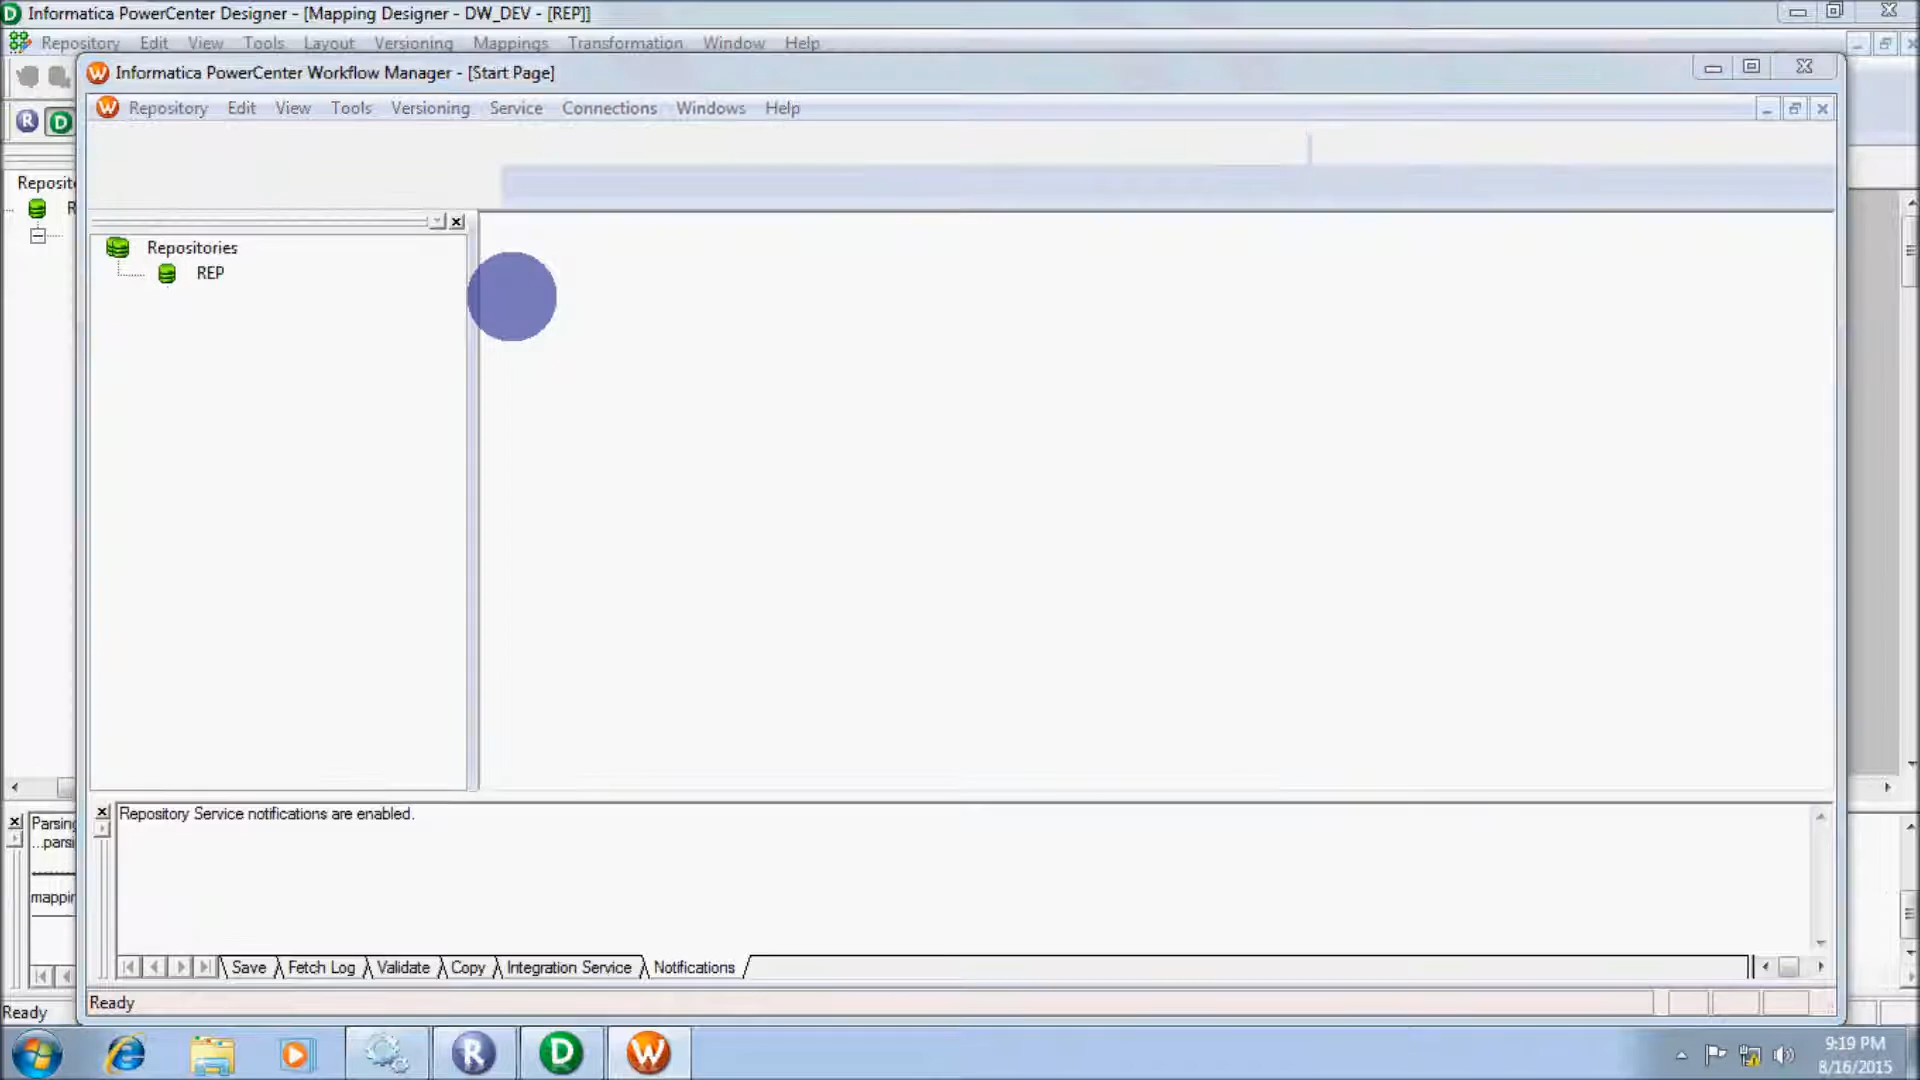 Informatica PowerCenter Designer - [Mapping Designer - DW_DEV - [REP]]
Repository Edit View Tools Layout Versioning Mappings Transformation Window Help
Informatica PowerCenter Workflow Manager - [Start Page]
Repository Edit View Tools Versioning Service Connections Windows Help
R D
Reposito
R
Repositories
REP
Repository Service notifications are enabled.
Parsing
...parsi
mappin
Save Fetch Log Validate Copy Integration Service Notifications
Ready
Ready
R D W
9:19 PM
8/16/2015